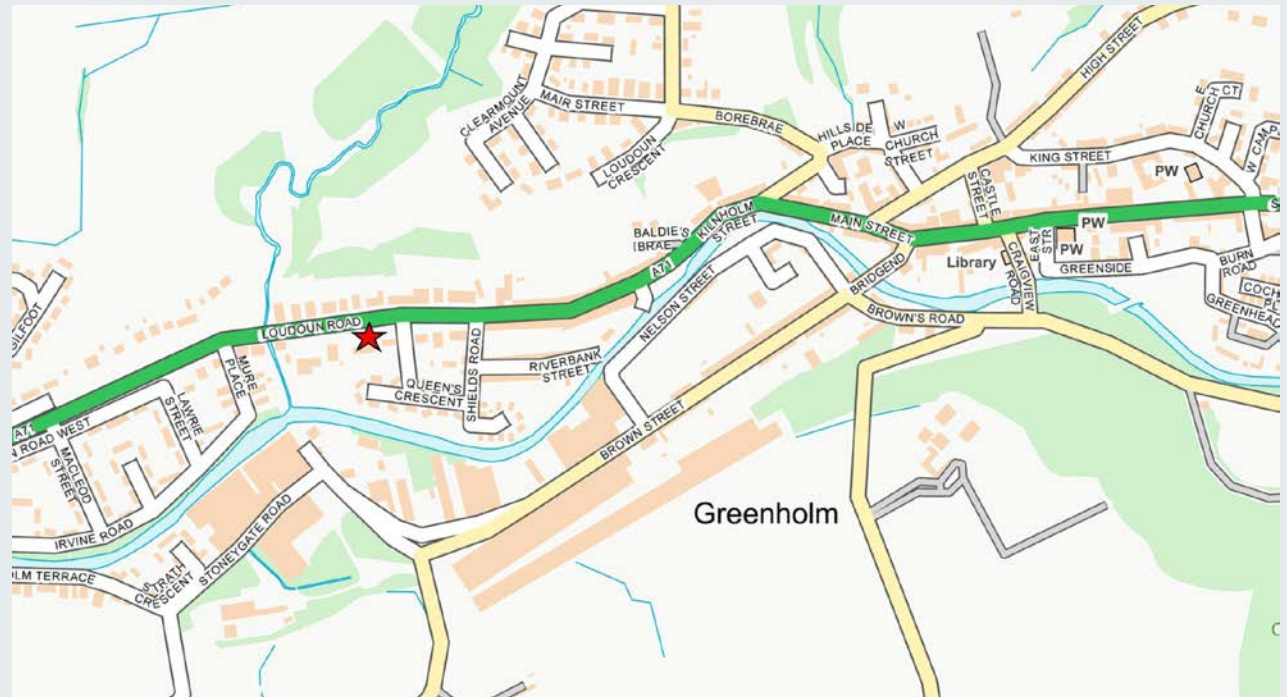 HIGH STREET
CLEARMOUNT
AVENUE
MAIR STREET
BOREBRAE
HILLSIDE
PLACE
W
CHURCH
STREET
LOUDOUN
CRESCENT
KING STREET
E
CHURCH CT
PW
CASTLE
STREET
KILNHOLM
STREET
MAIN STREET
PW
BALDIE'S
BRAE
A71
BRIDGEND
Library
CRAIGVIEW
ROAD
EAST
STR
PW
GREENSIDE
BURN
ROAD
NELSON STREET
BROWN'S ROAD
LOUDOUN ROAD
MURE
PLACE
QUEEN'S
CRESCENT
SHIELDS ROAD
RIVERBANK
STREET
A71
N ROAD WEST
LAWRIE
STREET
MACLEOD
STREET
BROWN STREET
IRVINE ROAD
STONEYGATE ROAD
STRATH
CRESCENT
Greenholm